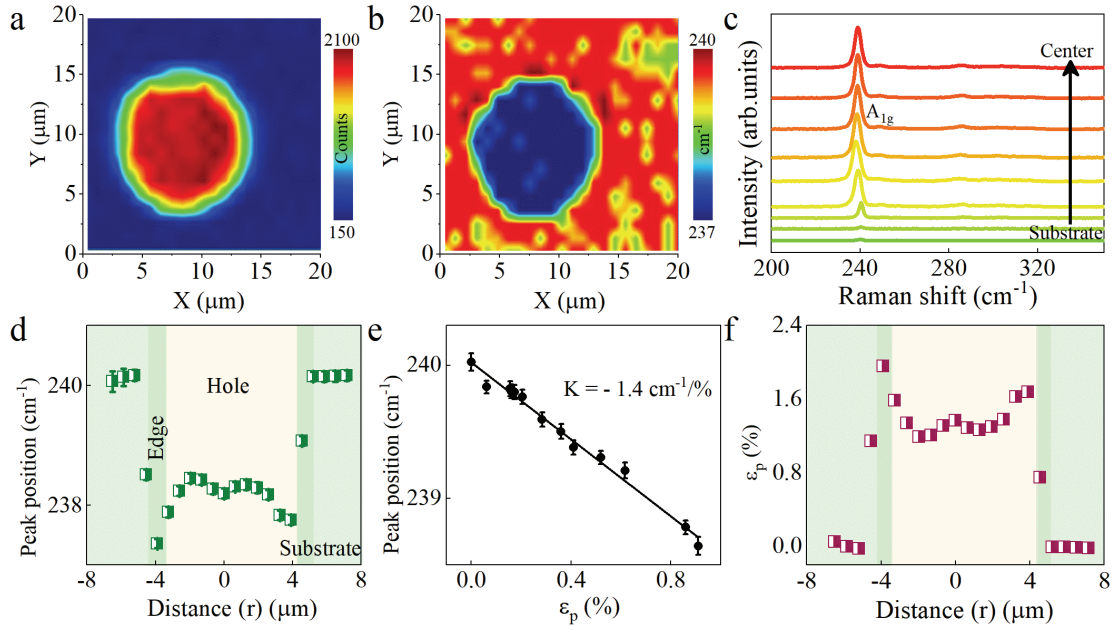 a
20
15
10
5
0
Y (μm)
0
5
10
15
20
X (μm)
2100
Counts
150
b
20
15
10
5
0
Y (μm)
0
5
10
15
20
X (μm)
240
cm⁻¹
237
c
Intensity (arb.units)
Center
A₁g
Substrate
200
240
280
320
Raman shift (cm⁻¹)
d
Peak position (cm⁻¹)
240
238
Edge
Hole
Substrate
-8
-4
0
4
8
Distance (r) (μm)
e
Peak position (cm⁻¹)
240
239
K = - 1.4 cm⁻¹/%
0.0
0.4
0.8
εp (%)
f
εp (%)
2.4
1.6
0.8
0.0
-8
-4
0
4
8
Distance (r) (μm)